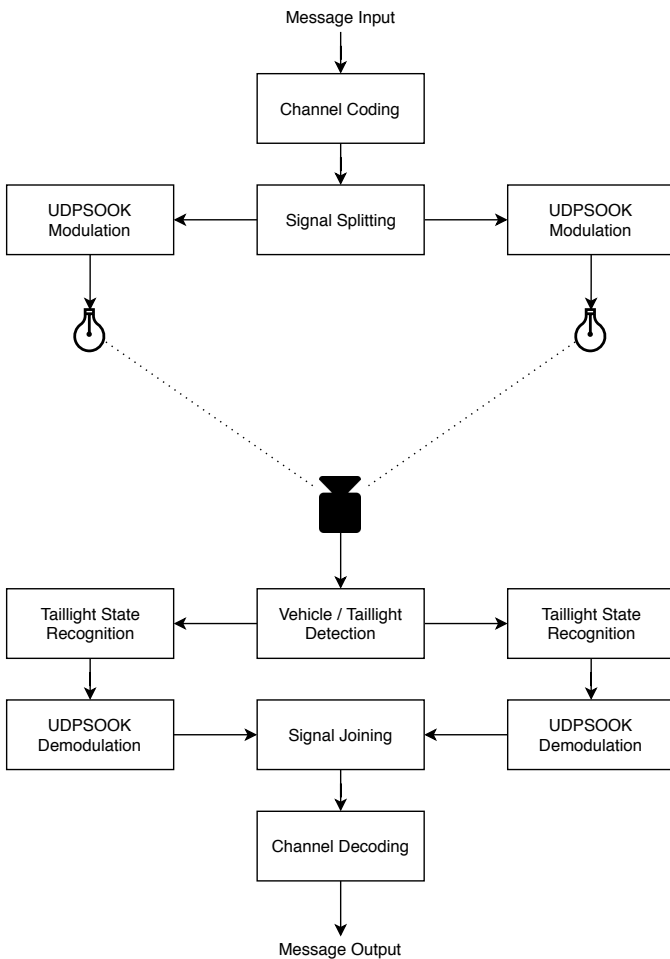 Message Input
Channel Coding
UDPSOOK
Modulation
Signal Splitting
UDPSOOK
Modulation
Taillight State
Recognition
Vehicle / Taillight
Detection
Taillight State
Recognition
UDPSOOK
Demodulation
Signal Joining
UDPSOOK
Demodulation
Channel Decoding
Message Output